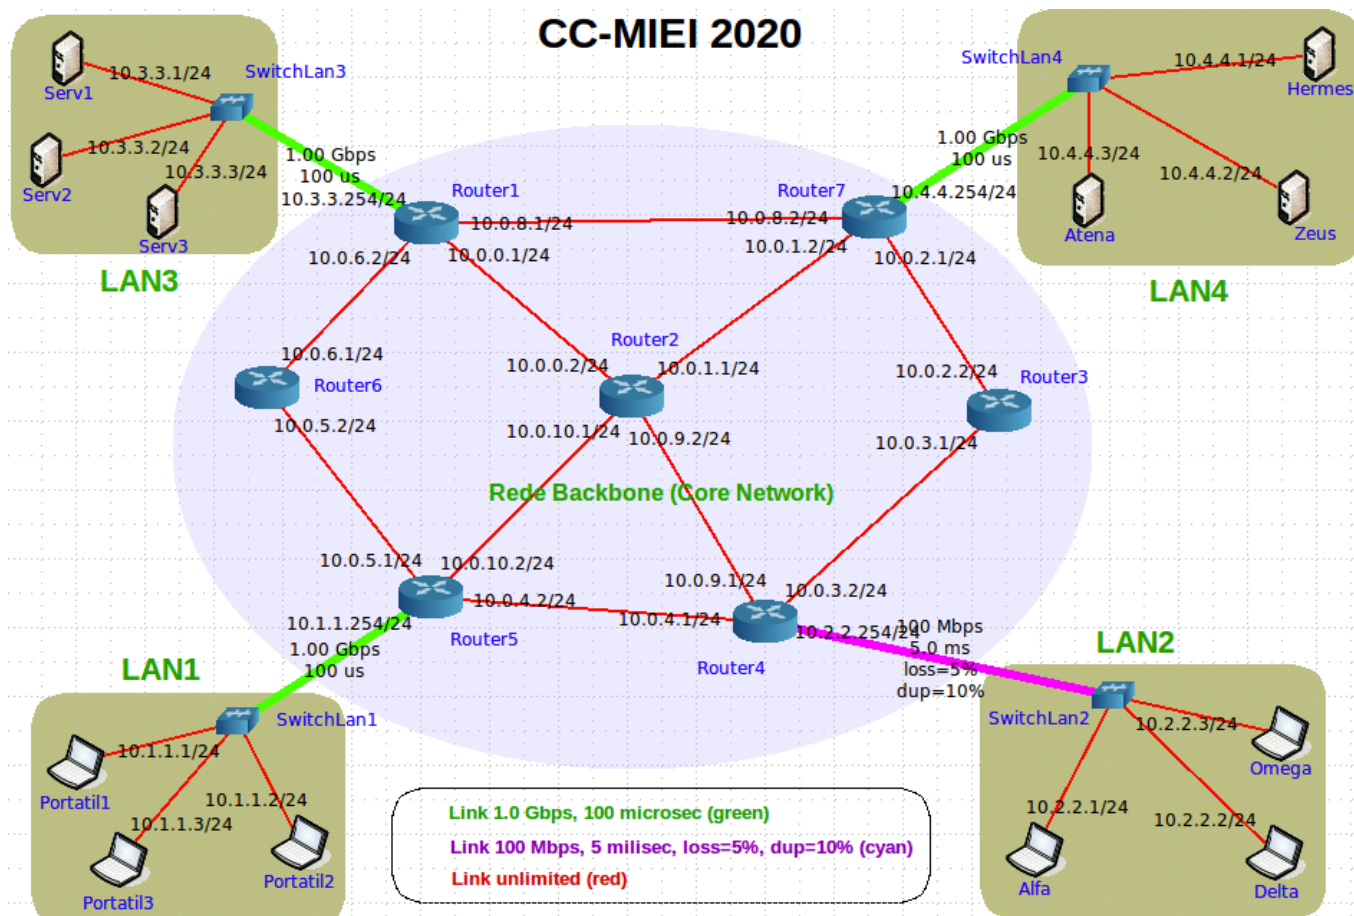 CC-MIEI 2020
SwitchLan3
10.3.3.1/24
Serv1
10.3.3.2/24
Serv2
10.3.3.3/24
Serv3
LAN3
1.00 Gbps
100 us
10.3.3.254/24
Router1
10.0.8.1/24
10.0.6.2/24
10.0.0.1/24
Router7
10.0.8.2/24
10.0.1.2/24
10.0.2.1/24
10.4.4.254/24
1.00 Gbps
100 us
SwitchLan4
10.4.4.1/24
Hermes
10.4.4.3/24
10.4.4.2/24
Atena
Zeus
LAN4
10.0.6.1/24
Router6
10.0.5.2/24
Router2
10.0.0.2/24
10.0.1.1/24
10.0.10.1/24
10.0.9.2/24
10.0.2.2/24
Router3
10.0.3.1/24
Rede Backbone (Core Network)
10.0.5.1/24
10.0.10.2/24
10.0.4.2/24
10.1.1.254/24
Router5
10.0.9.1/24
10.0.3.2/24
10.0.4.1/24
10.2.2.254/24
Router4
100 Mbps
5.0 ms
loss=5%
dup=10%
1.00 Gbps
100 us
LAN1
SwitchLan1
10.1.1.1/24
Portatil1
10.1.1.2/24
10.1.1.3/24
Portatil2
Portatil3
LAN2
SwitchLan2
10.2.2.3/24
Omega
10.2.2.1/24
10.2.2.2/24
Alfa
Delta
Link 1.0 Gbps, 100 microsec (green)
Link 100 Mbps, 5 milisec, loss=5%, dup=10% (cyan)
Link unlimited (red)